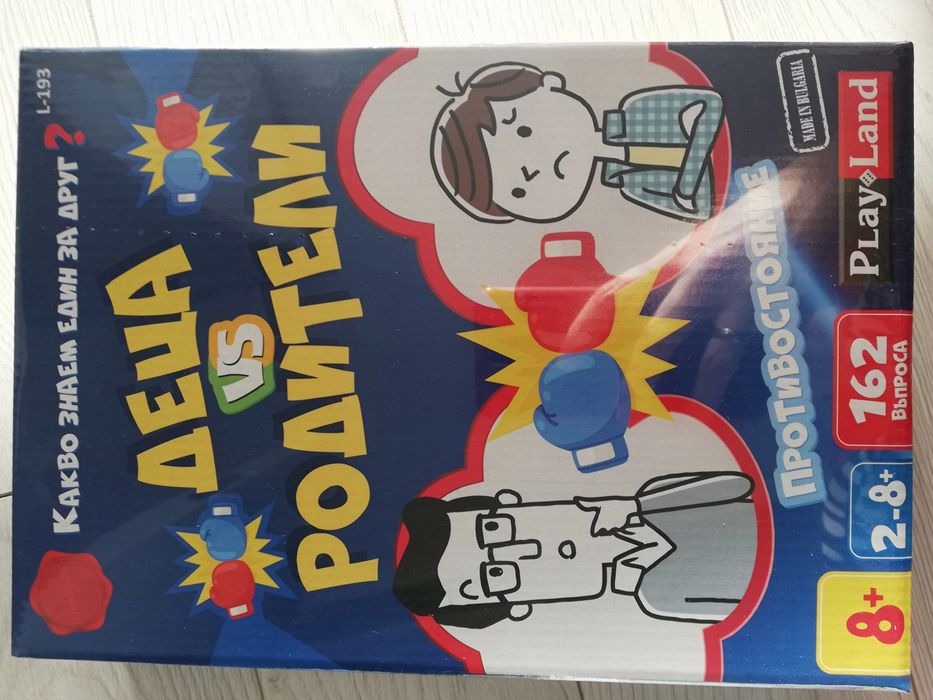 L-193
Какво знаем един за друг?
ДЕЦА
VS
РОДИТЕЛИ
ПРОТИВОСТОЯНИЕ
MADE IN BULGARIA
8+
2-8+
162
ВЪПРОСА
PLay Land